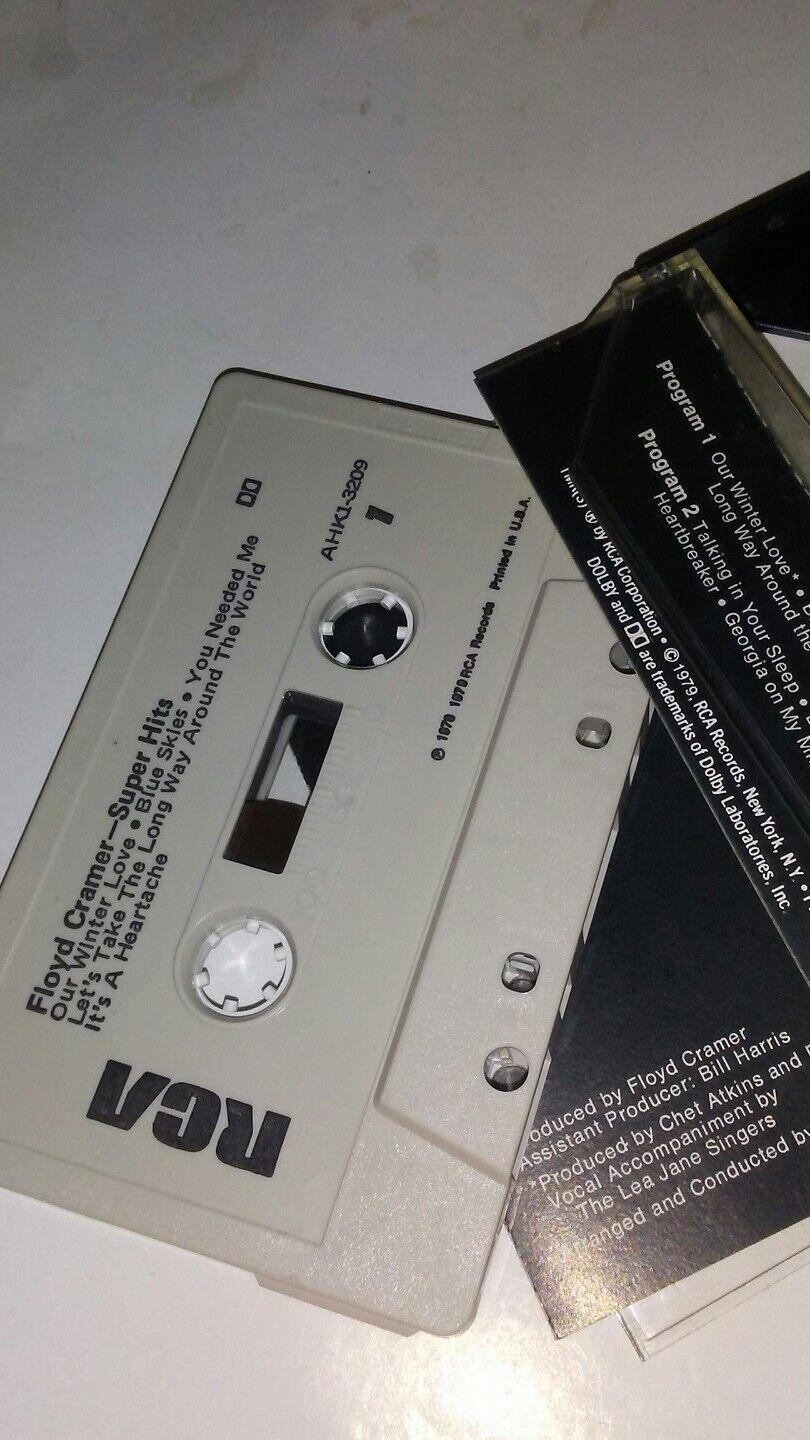 Floyd Cramer—Super Hits
Our Winter Love • Blue Skies • You Needed Me
Let's Take The Long Way Around The World
It's A Heartache
AHK1-3209
1
℗ 1979 1979 RCA Records Printed in U.S.A.
RCA
Program 1 Our Winter Love* •
Long Way Around the
Program 2 Talking in Your Sleep •
Heartbreaker • Georgia on My
TMK(s) ® by RCA Corporation • © 1979, RCA Records, New York, N.Y. •
DOLBY and are trademarks of Dolby Laboratories, Inc.
oduced by Floyd Cramer
Assistant Producer: Bill Harris
*Produced by Chet Atkins and
Vocal Accompaniment by
The Lea Jane Singers
Arranged and Conducted by